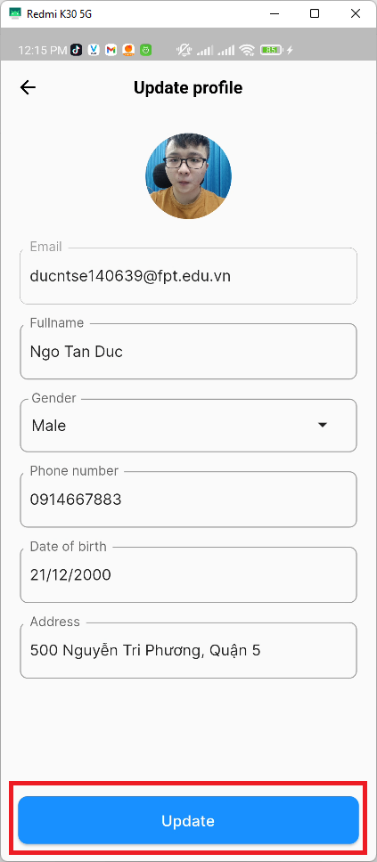 Redmi K30 5G
12:15 PM
85
Update profile
Email
ducntse140639@fpt.edu.vn
Fullname
Ngo Tan Duc
Gender
Male
Phone number
0914667883
Date of birth
21/12/2000
Address
500 Nguyễn Tri Phương, Quận 5
Update